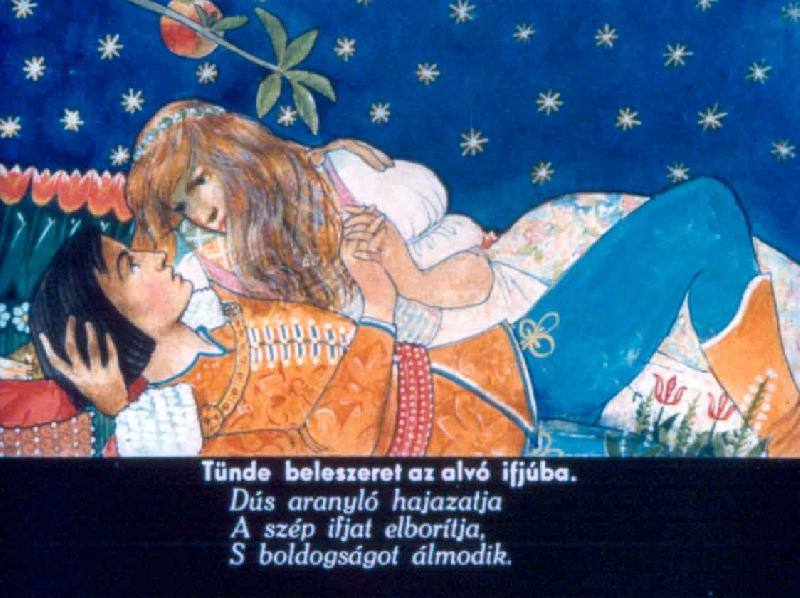 Tünde beleszeret az alvó ifjúba.
Dús aranyló hajazatja
A szép ifjat elborítja,
S boldogságot álmodik.